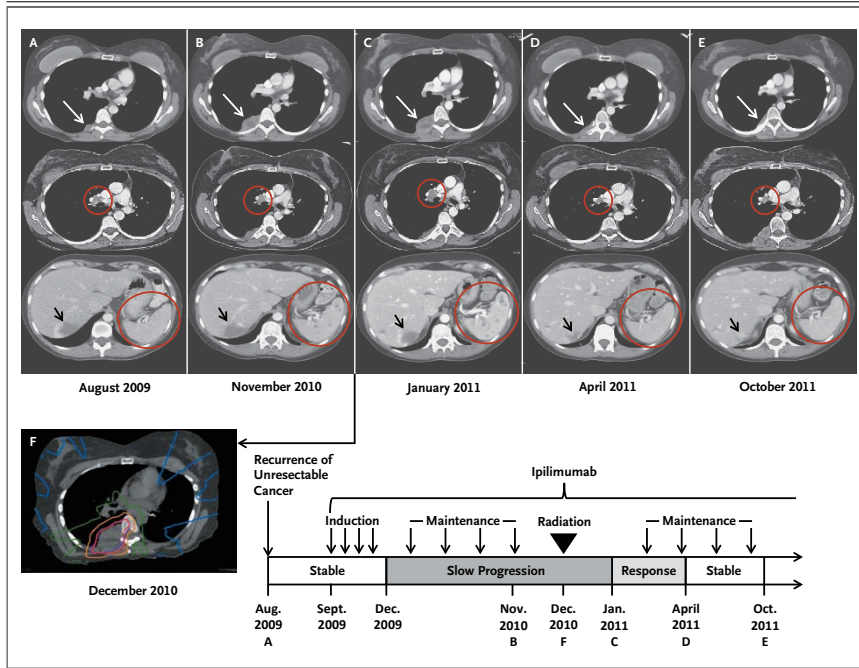 A B C D E
August 2009 November 2010 January 2011 April 2011 October 2011
F
December 2010
Recurrence of
Unresectable
Cancer
Ipilimumab
Induction Maintenance Radiation Maintenance
Stable Slow Progression Response Stable
Aug. Sept. Dec. Nov. Dec. Jan. April Oct.
2009 2009 2009 2010 2010 2011 2011 2011
A B F C D E